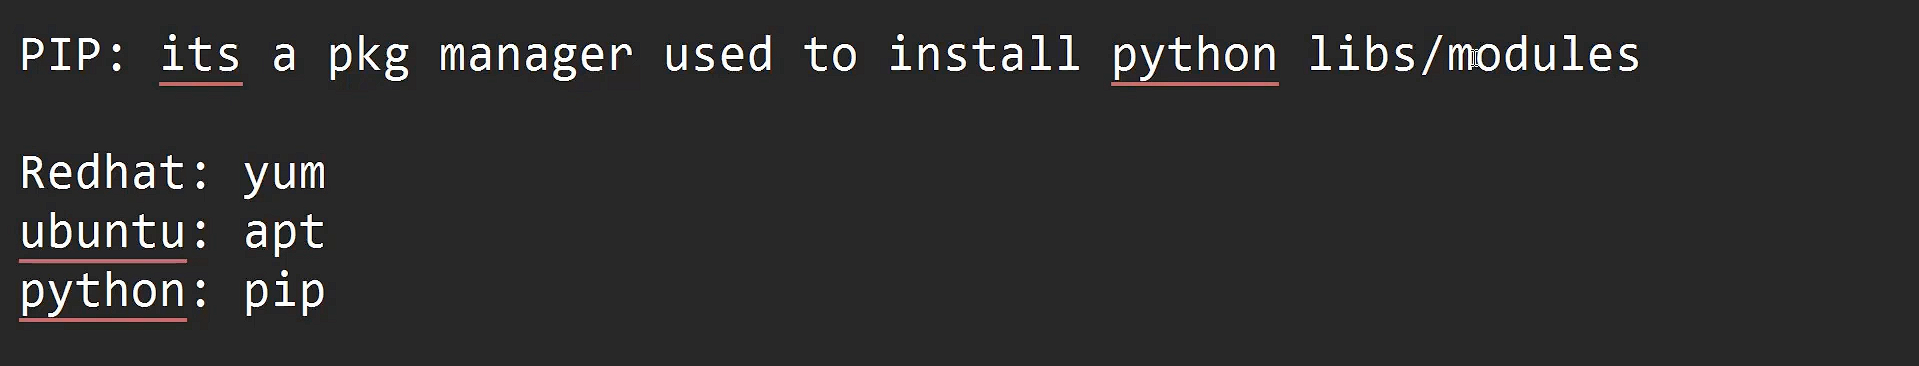 PIP: its a pkg manager used to install python libs/modules
Redhat: yum
ubuntu: apt
python: pip